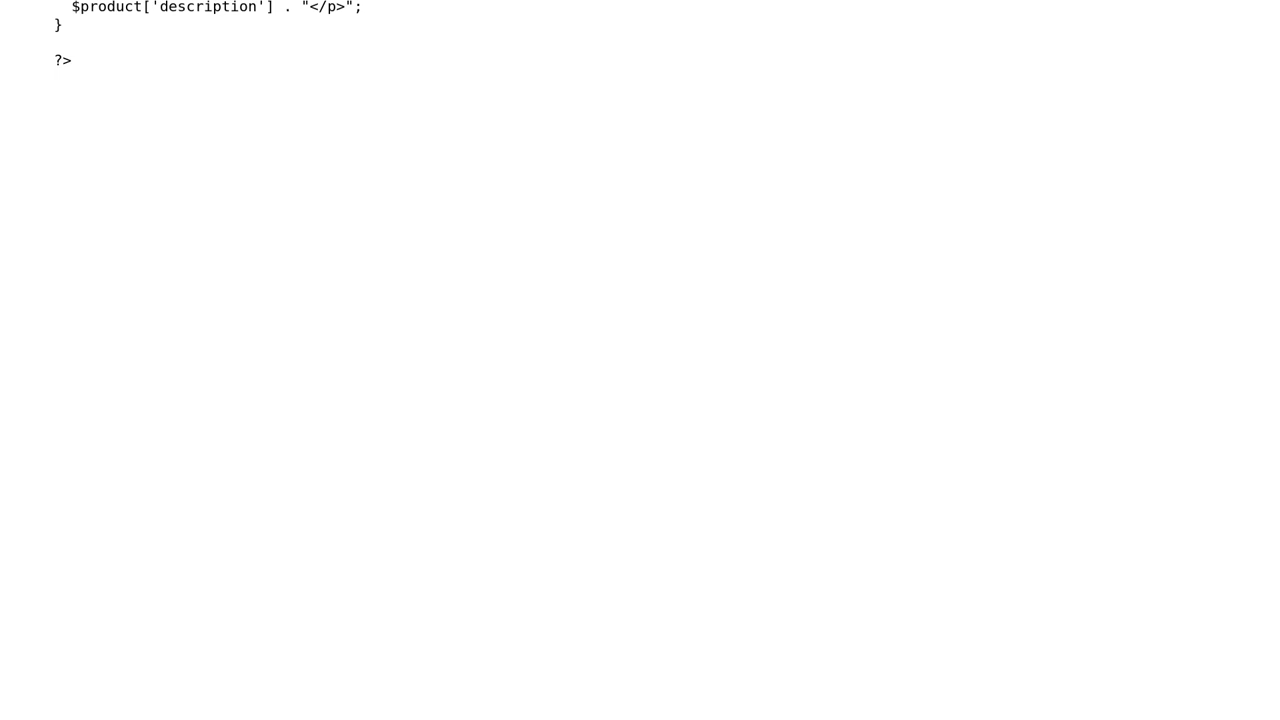 $product['description'] . "</p>";
}
?>